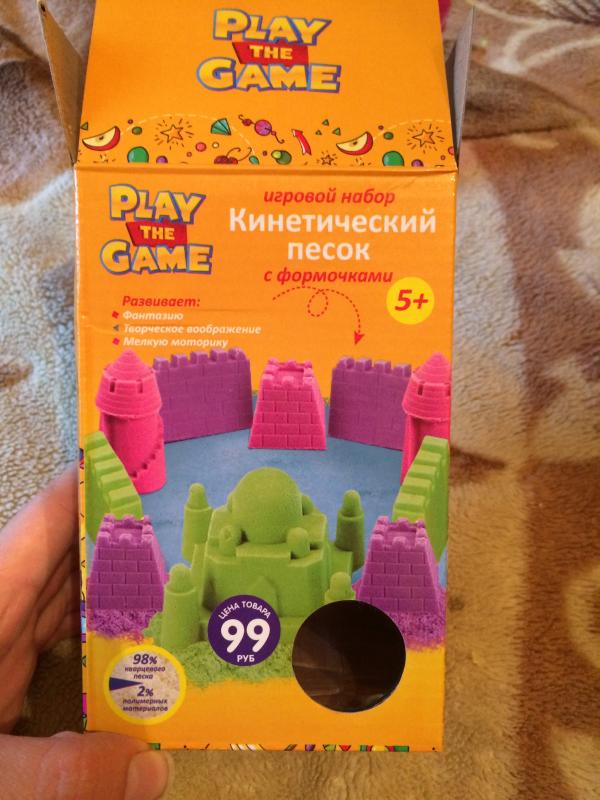 PLAY
THE
GAME
PLAY
THE
GAME
игровой набор
Кинетический
песок
с формочками
5+
Развивает:
Фантазию
Творческое воображение
Мелкую моторику
ЦЕНА ТОВАРА
99
РУБ
98%
кварцевого
песка
2%
полимерных
материалов